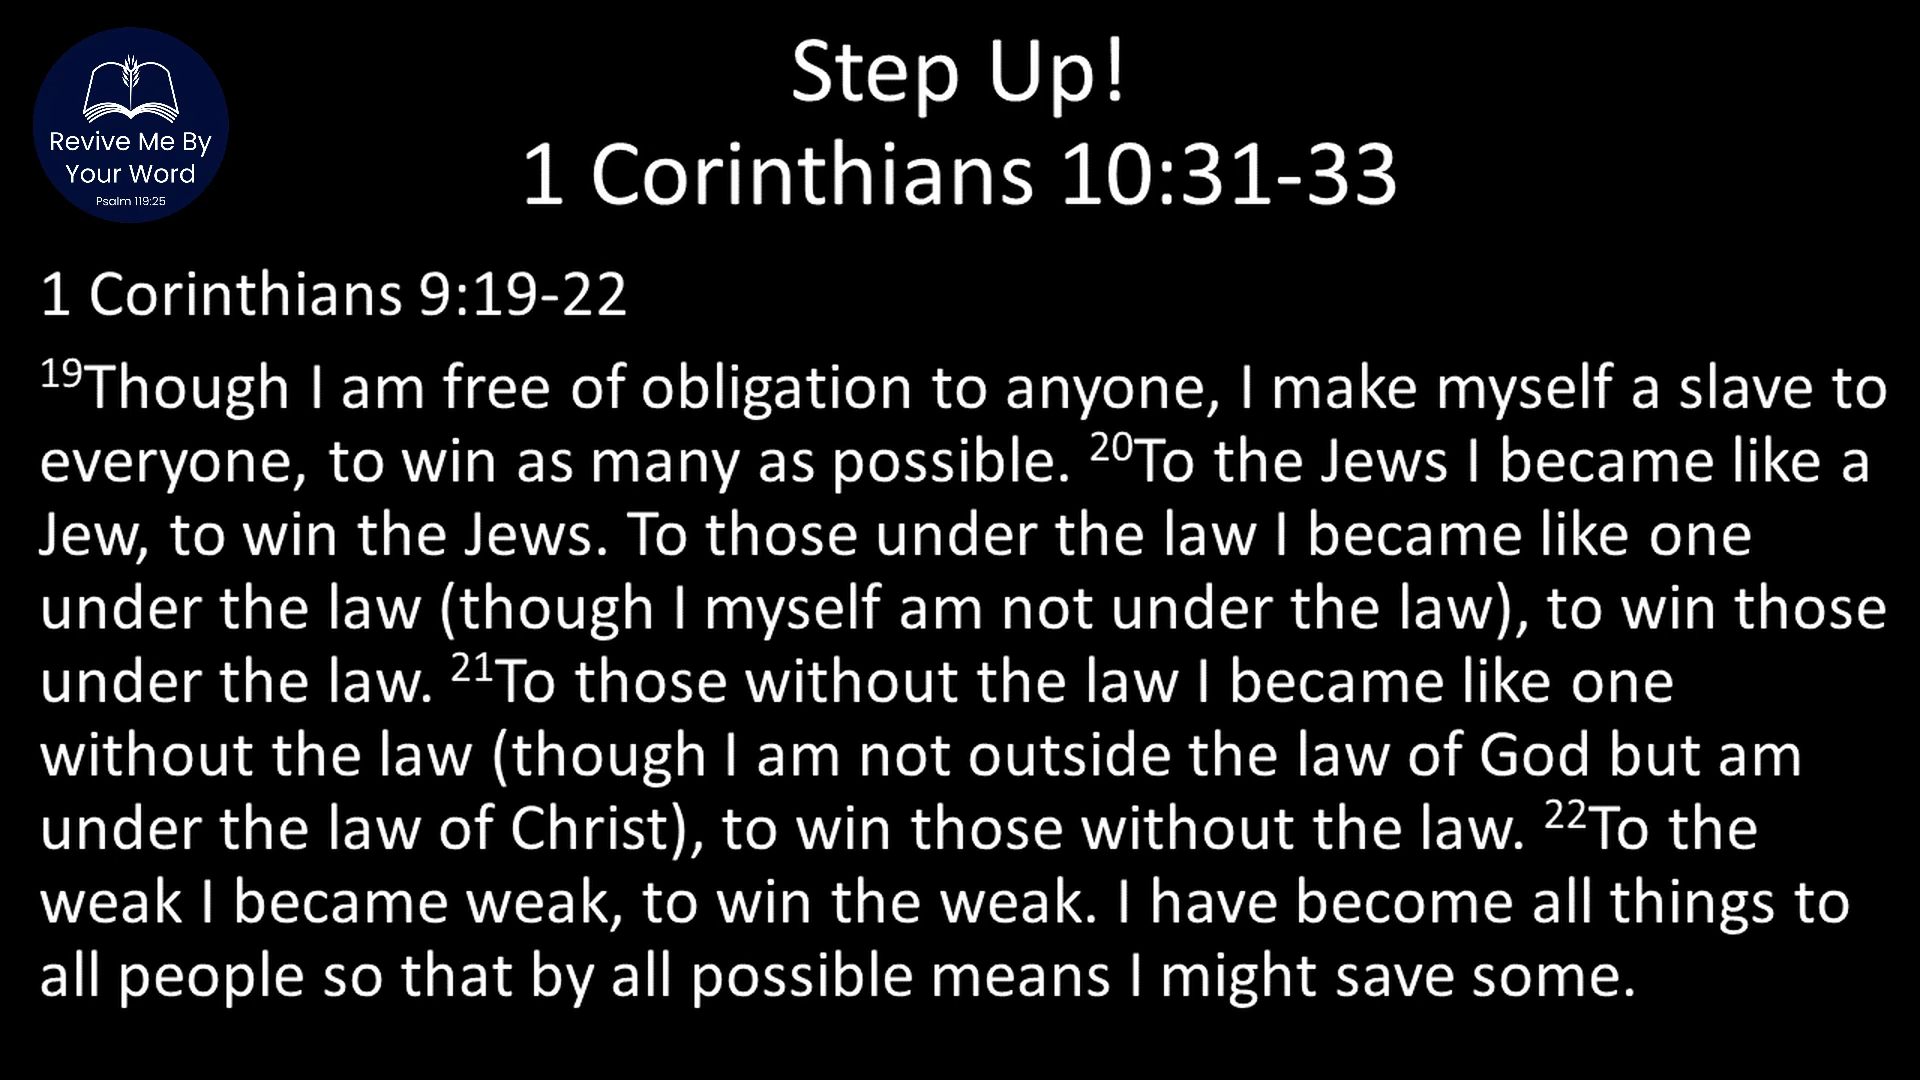 Revive Me By
Your Word
Psalm 119:25
Step Up!
1 Corinthians 10:31-33
1 Corinthians 9:19-22
19Though I am free of obligation to anyone, I make myself a slave to
everyone, to win as many as possible. 20To the Jews I became like a
Jew, to win the Jews. To those under the law I became like one
under the law (though I myself am not under the law), to win those
under the law. 21To those without the law I became like one
without the law (though I am not outside the law of God but am
under the law of Christ), to win those without the law. 22To the
weak I became weak, to win the weak. I have become all things to
all people so that by all possible means I might save some.